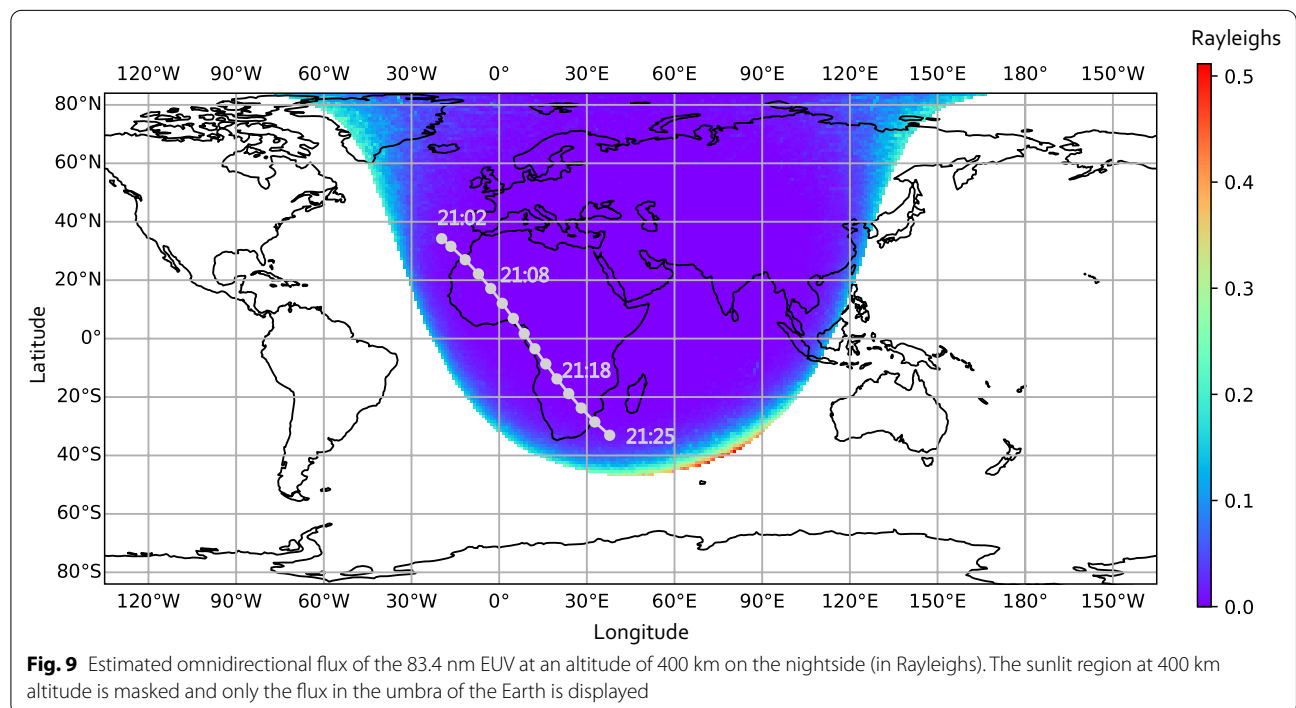 Rayleighs
120°W 90°W 60°W 30°W 0° 30°E 60°E 90°E 120° 150°E 180° 150°W
0.5
80°N
60°N
0.4
40°N
21:02
0.3
20°N
21:08
Latitude
0°
0.2
21:18
20°S
21:25
40°S
0.1
60°S
80°S
0.0
120°W 90°W 60°W 30°W 0° 30°E 60°E 90°E 120°E 150°E 180° 150°W
Longitude
Fig. 9 Estimated omnidirectional flux of the 83.4 nm EUV at an altitude of 400 km on the nightside (in Rayleighs). The sunlit region at 400 km
altitude is masked and only the flux in the umbra of the Earth is displayed